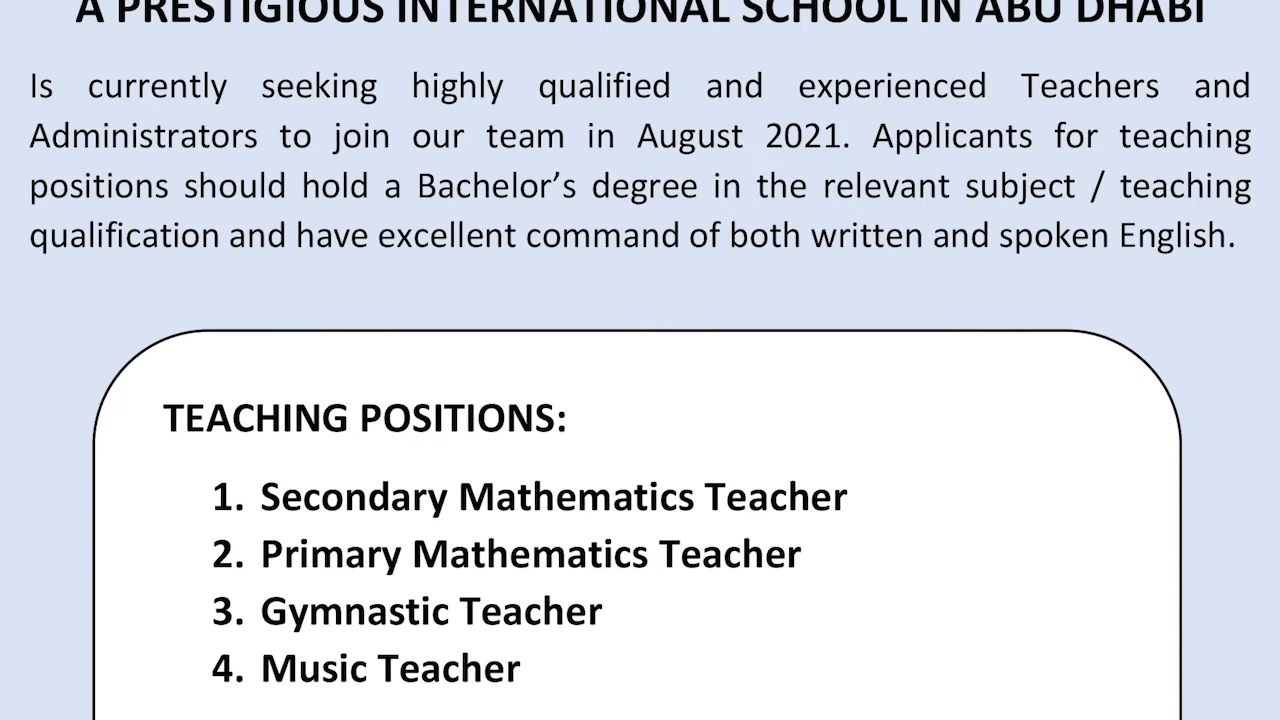 A PRESTIGIOUS INTERNATIONAL SCHOOL IN ABU DHABI
Is currently seeking highly qualified and experienced Teachers and
Administrators to join our team in August 2021. Applicants for teaching
positions should hold a Bachelor’s degree in the relevant subject / teaching
qualification and have excellent command of both written and spoken English.
TEACHING POSITIONS:
1. Secondary Mathematics Teacher
2. Primary Mathematics Teacher
3. Gymnastic Teacher
4. Music Teacher